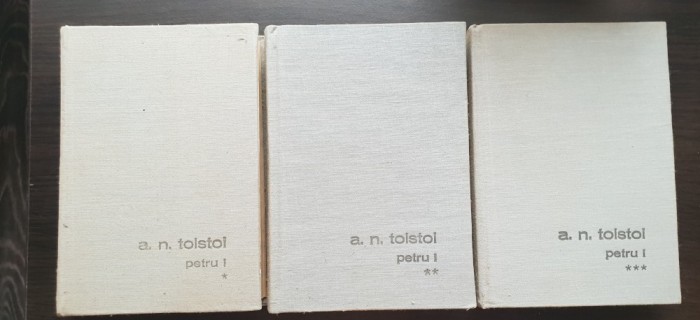 a. n. tolstoi
petru I
*
a. n. tolstoi
petru I
**
a. n. tolstoi
petru I
***